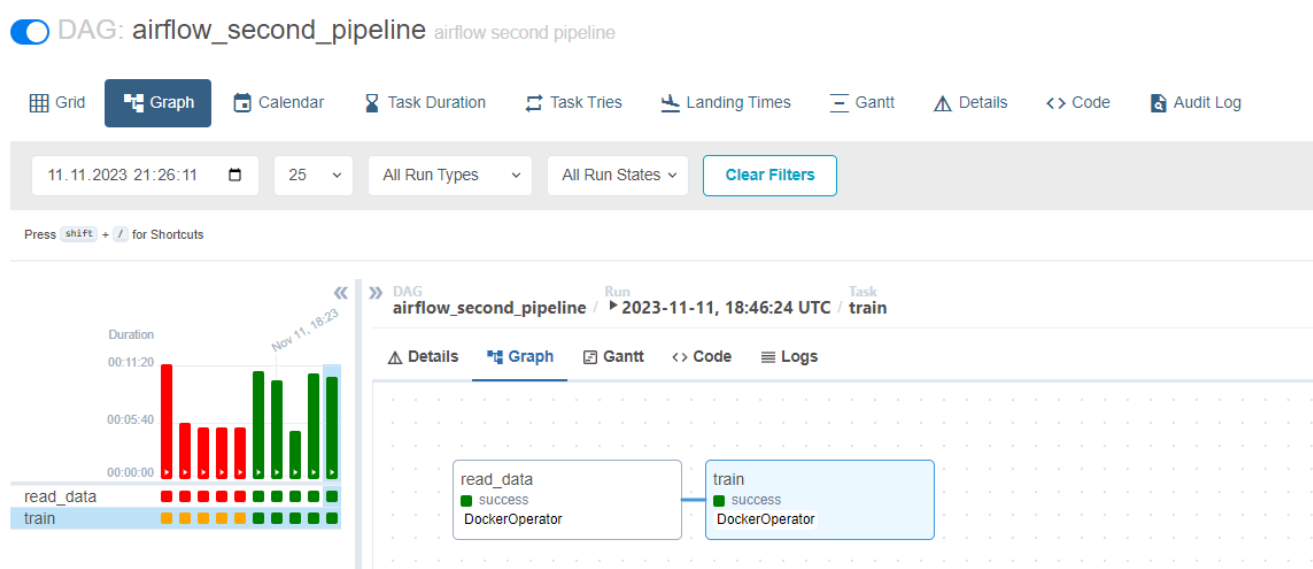 DAG: airflow_second_pipeline airflow second pipeline
Grid Graph Calendar Task Duration Task Tries Landing Times Gantt Details <> Code Audit Log
11.11.2023 21:26:11 25 All Run Types All Run States Clear Filters
Press shift + / for Shortcuts
DAG Run Task
airflow_second_pipeline / 2023-11-11, 18:46:24 UTC / train
Details Graph Gantt <> Code Logs
Nov 11, 18:23
Duration
00:11:20
00:05:40
00:00:00
read_data
train
read_data
success
DockerOperator
train
success
DockerOperator